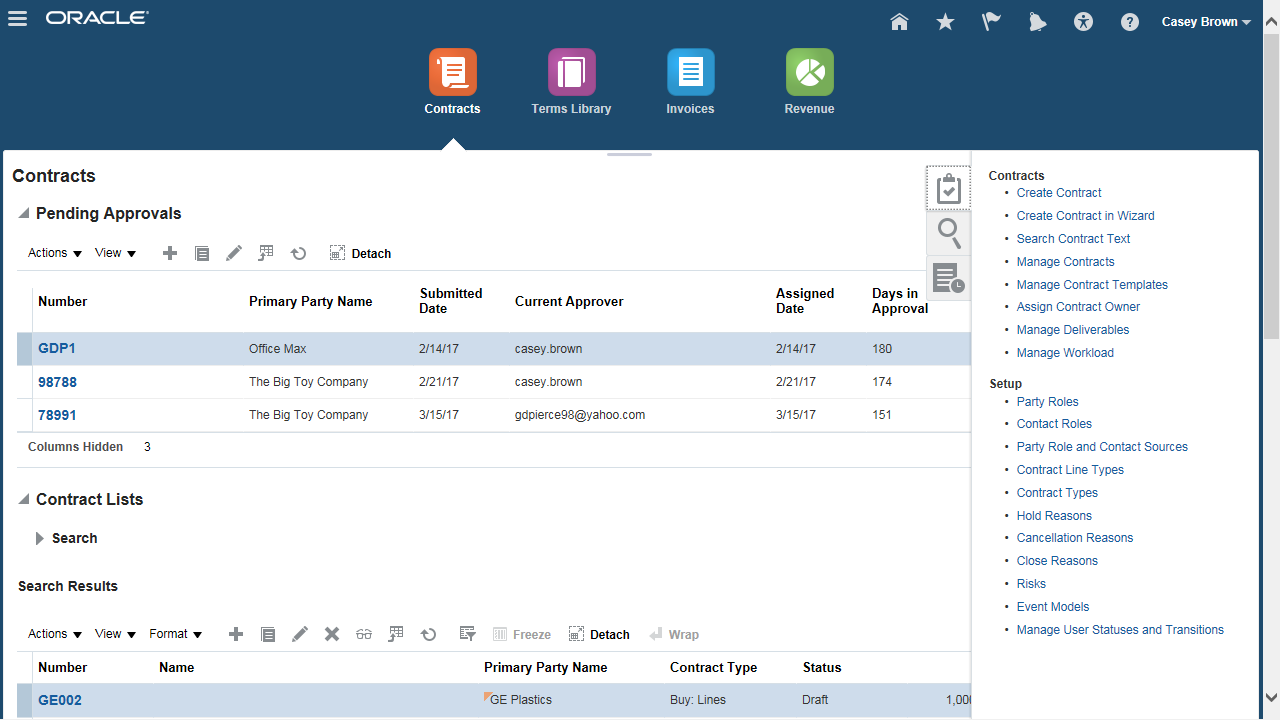 ORACLE
Casey Brown
Contracts
Terms Library
Invoices
Revenue
Contracts
Pending Approvals
Actions View Detach
Number Primary Party Name Submitted Date Current Approver Assigned Date Days in Approval
GDP1 Office Max 2/14/17 casey.brown 2/14/17 180
98788 The Big Toy Company 2/21/17 casey.brown 2/21/17 174
78991 The Big Toy Company 3/15/17 gdpierce98@yahoo.com 3/15/17 151
Columns Hidden 3
Contract Lists
Search
Search Results
Actions View Format Freeze Detach Wrap
Number Name Primary Party Name Contract Type Status
GE002 GE Plastics Buy: Lines Draft 1,000
Contracts
• Create Contract
• Create Contract in Wizard
• Search Contract Text
• Manage Contracts
• Manage Contract Templates
• Assign Contract Owner
• Manage Deliverables
• Manage Workload
Setup
• Party Roles
• Contact Roles
• Party Role and Contact Sources
• Contract Line Types
• Contract Types
• Hold Reasons
• Cancellation Reasons
• Close Reasons
• Risks
• Event Models
• Manage User Statuses and Transitions